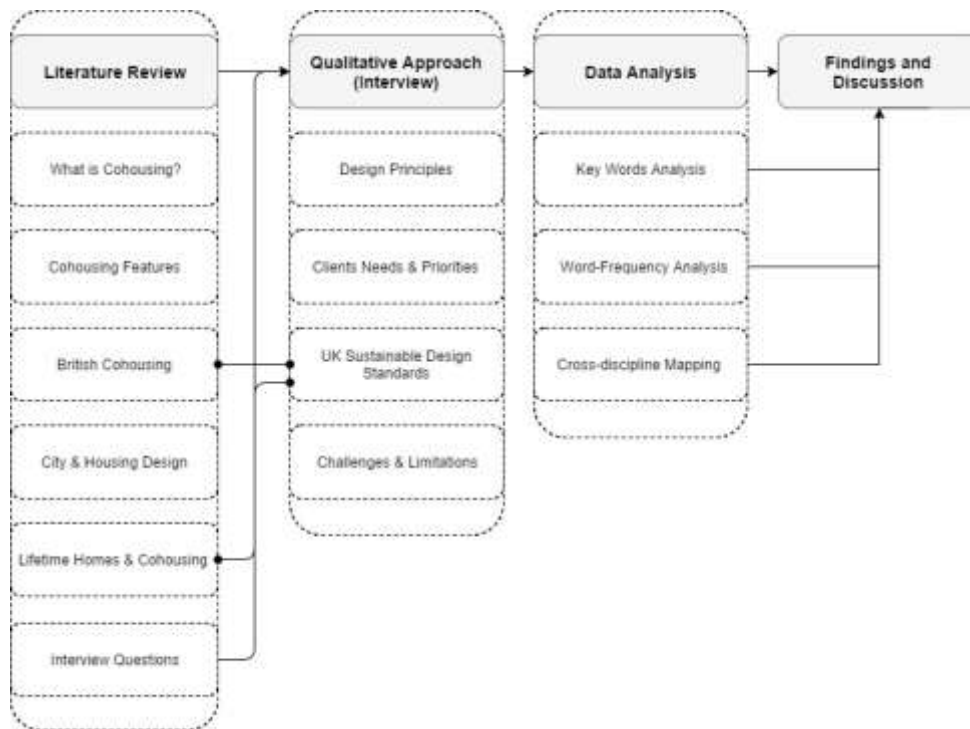 Literature Review
What is Cohousing?
Cohousing Features
British Cohousing
City & Housing Design
Lifetime Homes & Cohousing
Interview Questions
Qualitative Approach
(Interview)
Design Principles
Clients Needs & Priorities
UK Sustainable Design
Standards
Challenges & Limitations
Data Analysis
Key Words Analysis
Word-Frequency Analysis
Cross-discipline Mapping
Findings and
Discussion